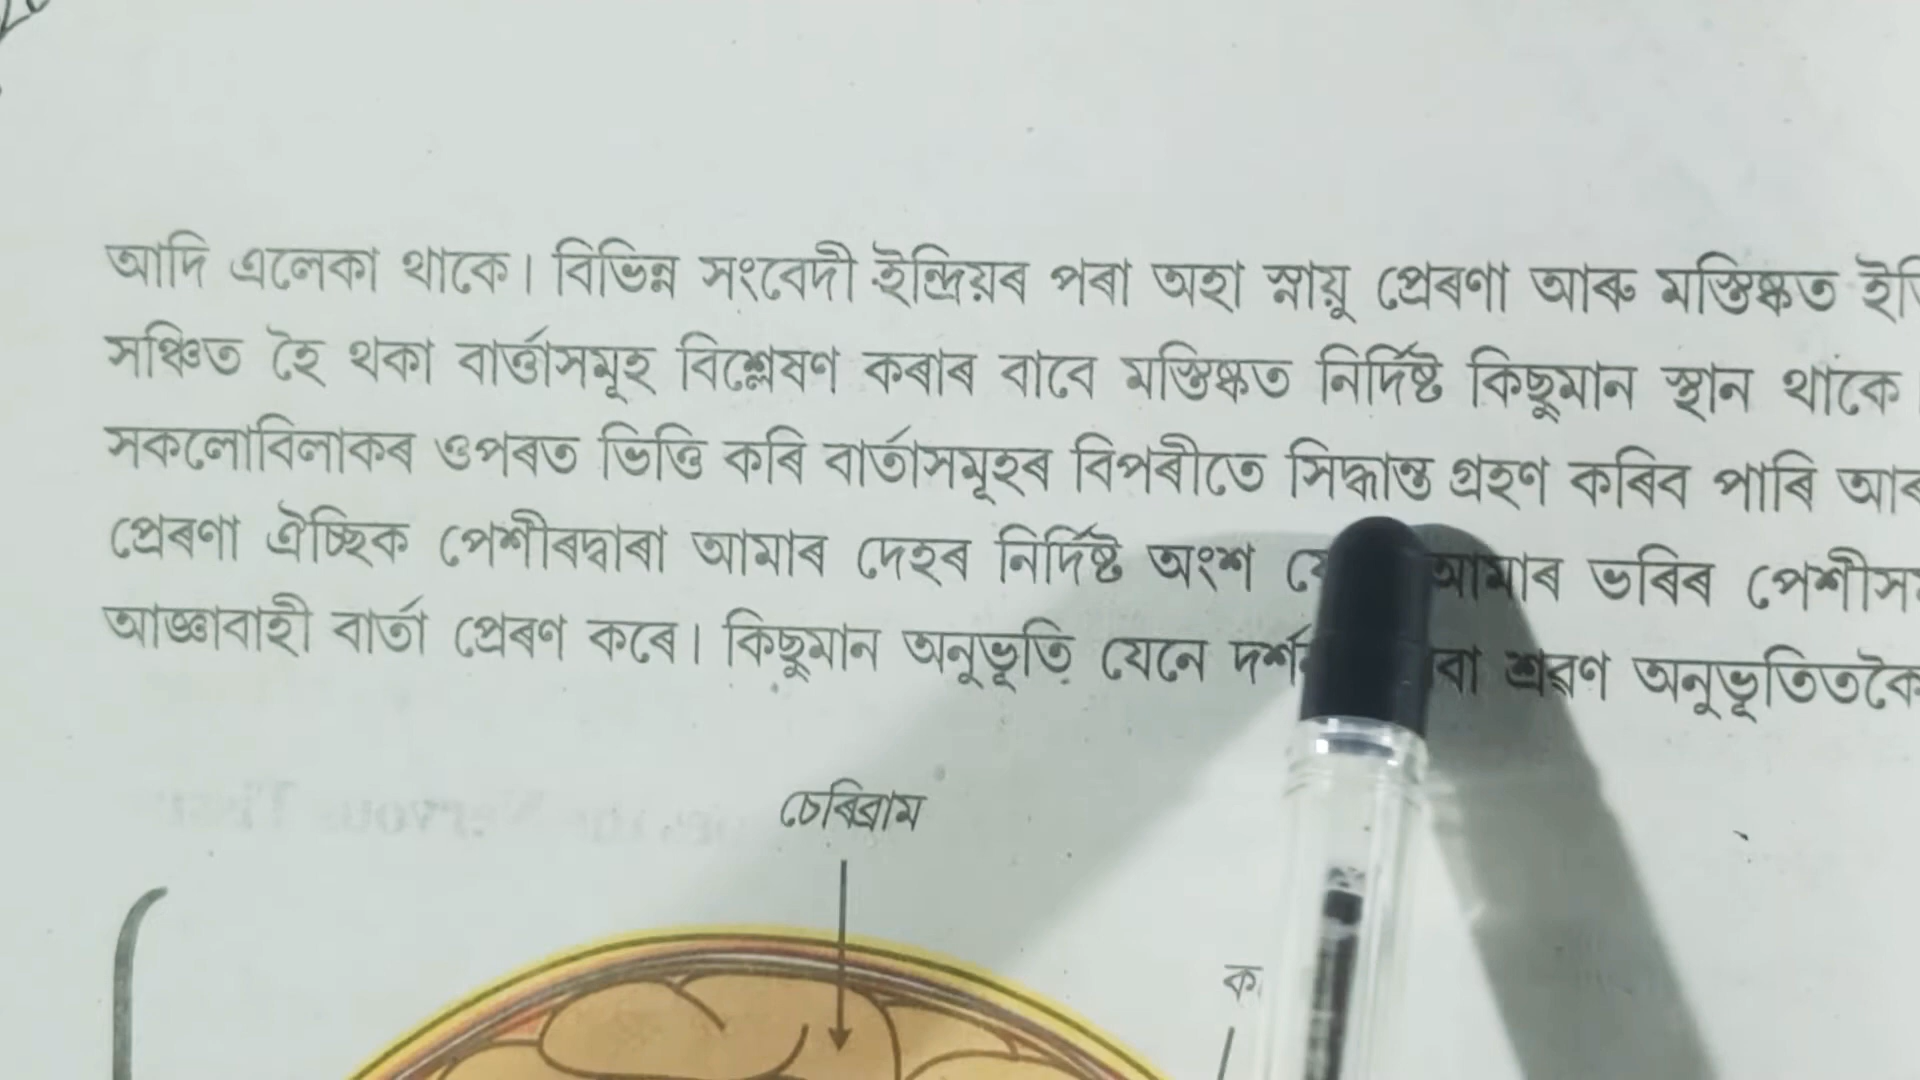 আদি এলেকা থাকে। বিভিন্ন সংবেদী ইন্দ্ৰিয়ৰ পৰা অহা স্নায়ু প্ৰেৰণা আৰু মস্তিষ্কত
সঞ্চিত হৈ থকা বাৰ্ত্তাসমূহ বিশ্লেষণ কৰাৰ বাবে মস্তিষ্কত নিৰ্দিষ্ট কিছুমান স্থান থাকে
সকলোবিলাকৰ ওপৰত ভিত্তি কৰি বাৰ্তাসমূহৰ বিপৰীতে সিদ্ধান্ত গ্ৰহণ কৰিব পাৰি
প্ৰেৰণা ঐচ্ছিক পেশীৰদ্বাৰা আমাৰ দেহৰ নিৰ্দিষ্ট অংশ আমাৰ ভৰিৰ
আজ্ঞাবাহী বাৰ্তা প্ৰেৰণ কৰে। কিছুমান অনুভূতি যেনে শ্ৰৱণ অনুভূতিতকৈ
চেৰিব্ৰাম